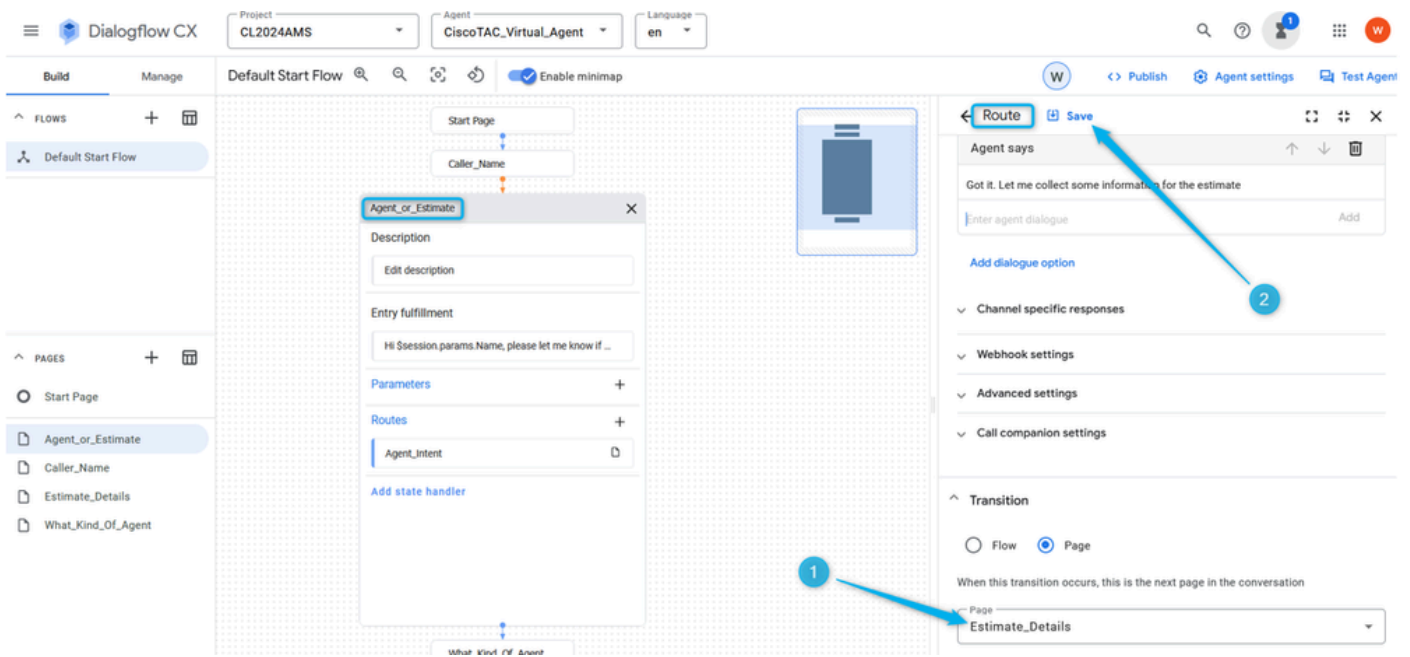 Dialogflow CX
Project
CL2024AMS
Agent
CiscoTAC_Virtual_Agent
Language
en
1
W
Build
Manage
Default Start Flow
Enable minimap
W
Publish
Agent settings
Test Agent
FLOWS
Default Start Flow
PAGES
Start Page
Agent_or_Estimate
Caller_Name
Estimate_Details
What_Kind_Of_Agent
Start Page
Caller_Name
Agent_or_Estimate
Description
Edit description
Entry fulfillment
Hi $session.params.Name, please let me know if ...
Parameters
Routes
Agent_Intent
Add state handler
What_Kind_Of_Agent
Route
Save
Agent says
Got it. Let me collect some information for the estimate
Enter agent dialogue
Add
Add dialogue option
2
Channel specific responses
Webhook settings
Advanced settings
Call companion settings
Transition
Flow
Page
1
When this transition occurs, this is the next page in the conversation
Page
Estimate_Details